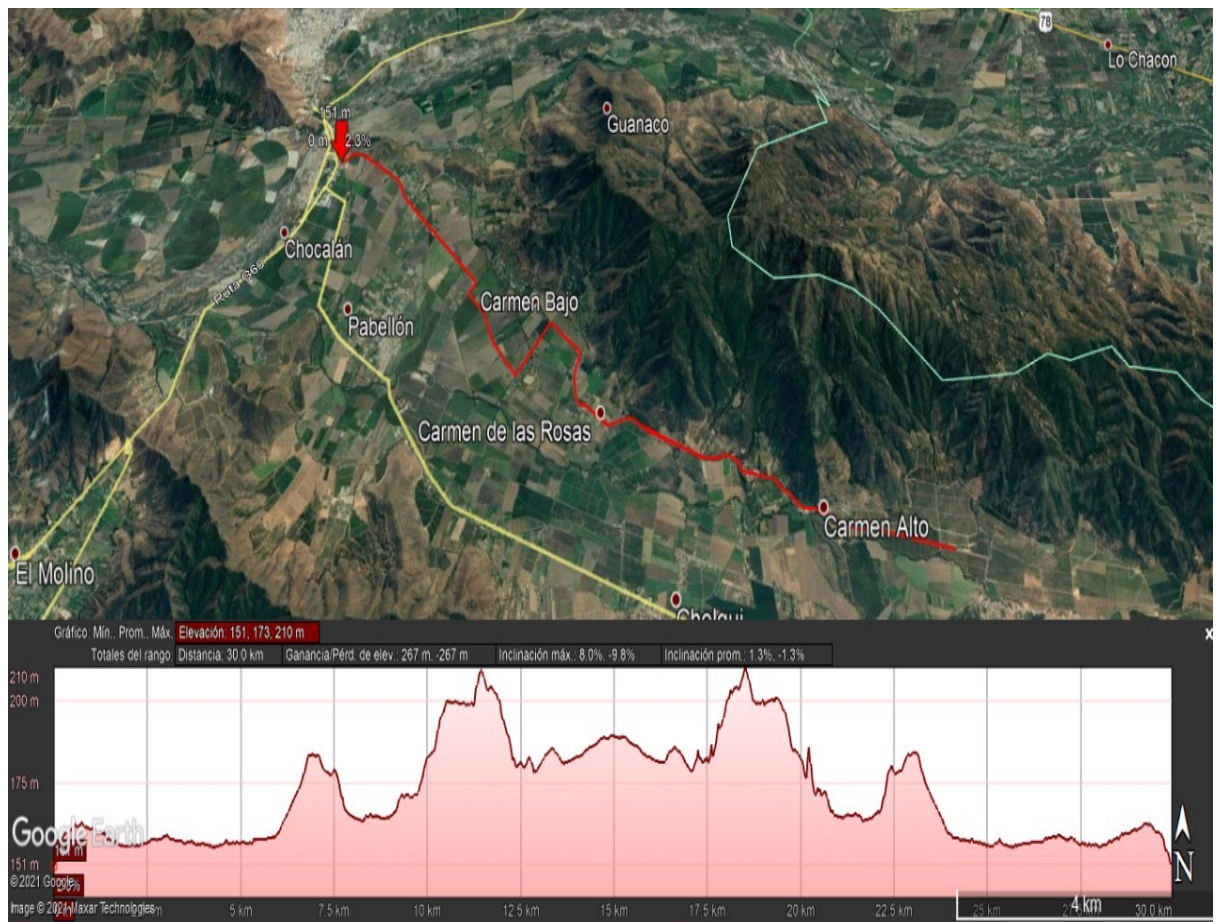 78
Lo Chacon
Guanaco
151 m
0 m 2.3%
Chocalán
Carmen Bajo
Pabellón
Carmen de las Rosas
Carmen Alto
El Molino
Gráfico: Mín., Prom., Máx. Elevación: 151, 173, 210 m
x
Totales del rango: Distancia: 30.0 km Ganancia/Pérd. de elev.: 267 m, -267 m Inclinación máx.: 8.0%, -9.8% Inclinación prom.: 1.3%, -1.3%
210 m
200 m
175 m
Google Earth
151 m
© 2021 Google
N
Image © 2021 Maxar Technologies
5 km 7.5 km 10 km 12.5 km 15 km 17.5 km 20 km 22.5 km 25 km 30.0 km
4 km